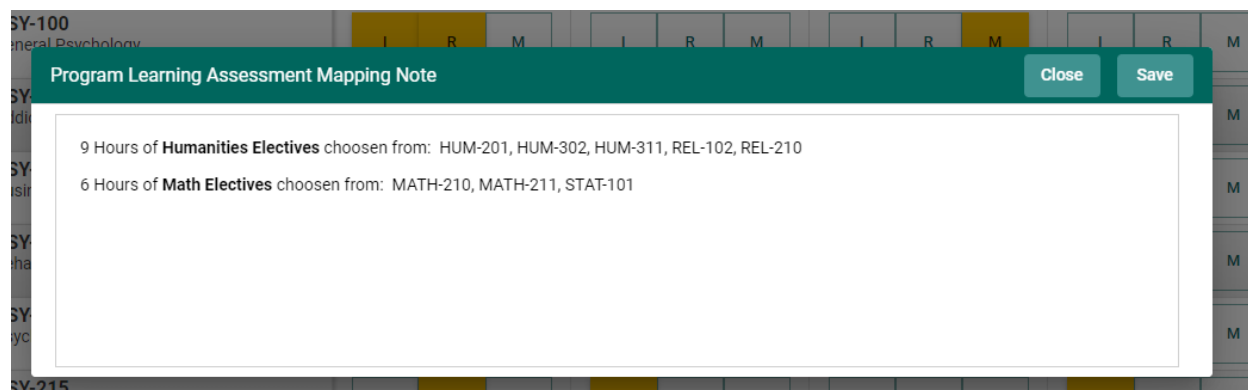 SY-100
eneral Psychology
I R M I R M I R M I R M
Program Learning Assessment Mapping Note Close Save
M
9 Hours of Humanities Electives choosen from: HUM-201, HUM-302, HUM-311, REL-102, REL-210
M
6 Hours of Math Electives choosen from: MATH-210, MATH-211, STAT-101
M
M
SY-215